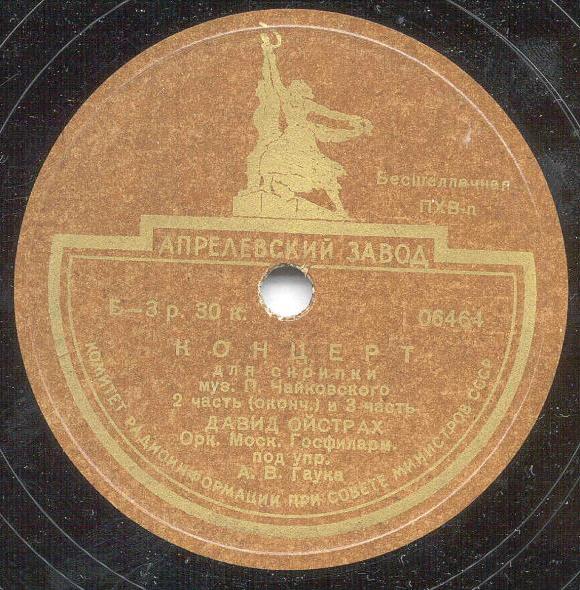 Бесшеллачная
ПХВ-п
АПРЕЛЕВСКИЙ ЗАВОД
Б—3 р. 30 к.
06464
КОНЦЕРТ
для скрипки
муз. П. Чайковского
2 часть (оконч.) и 3 часть
ДАВИД ОЙСТРАХ
Орк. Моск. Госфиларм.
под упр.
А. В. Гаука
КОМИТЕТ РАДИОИНФОРМАЦИИ ПРИ СОВЕТЕ МИНИСТРОВ СССР